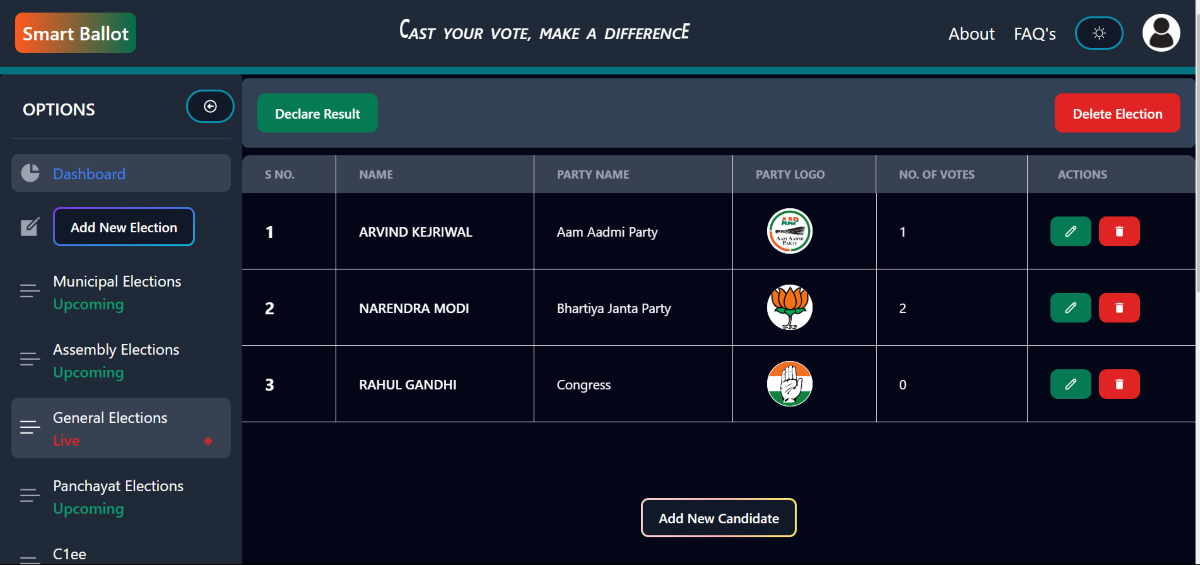 Smart Ballot
CAST YOUR VOTE, MAKE A DIFFERENCE
About FAQ's
OPTIONS
Declare Result
Delete Election
Dashboard
Add New Election
Municipal Elections
Upcoming
Assembly Elections
Upcoming
General Elections
Live
Panchayat Elections
Upcoming
C1ee
S NO. NAME PARTY NAME PARTY LOGO NO. OF VOTES ACTIONS
1 ARVIND KEJRIWAL Aam Aadmi Party AAP AAM AADMI PARTY 1
2 NARENDRA MODI Bhartiya Janta Party 2
3 RAHUL GANDHI Congress 0
Add New Candidate